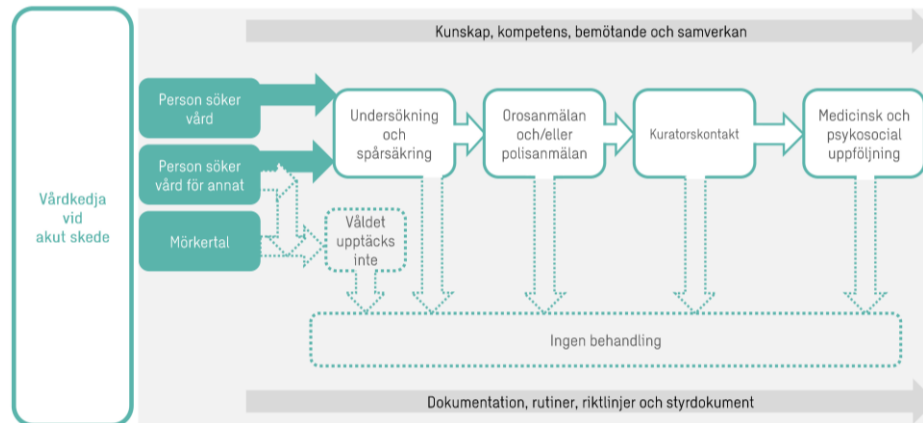 Kunskap, kompetens, bemötande och samverkan
Vårdkedja
vid
akut skede
Person söker
vård
Person söker
vård för annat
Mörkertal
Undersökning
och
spårsäkring
Orosanmälan
och/eller
polisanmälan
Kuratorskontakt
Medicinsk och
psykosocial
uppföljning
Våldet
upptäcks
inte
Ingen behandling
Dokumentation, rutiner, riktlinjer och styrdokument